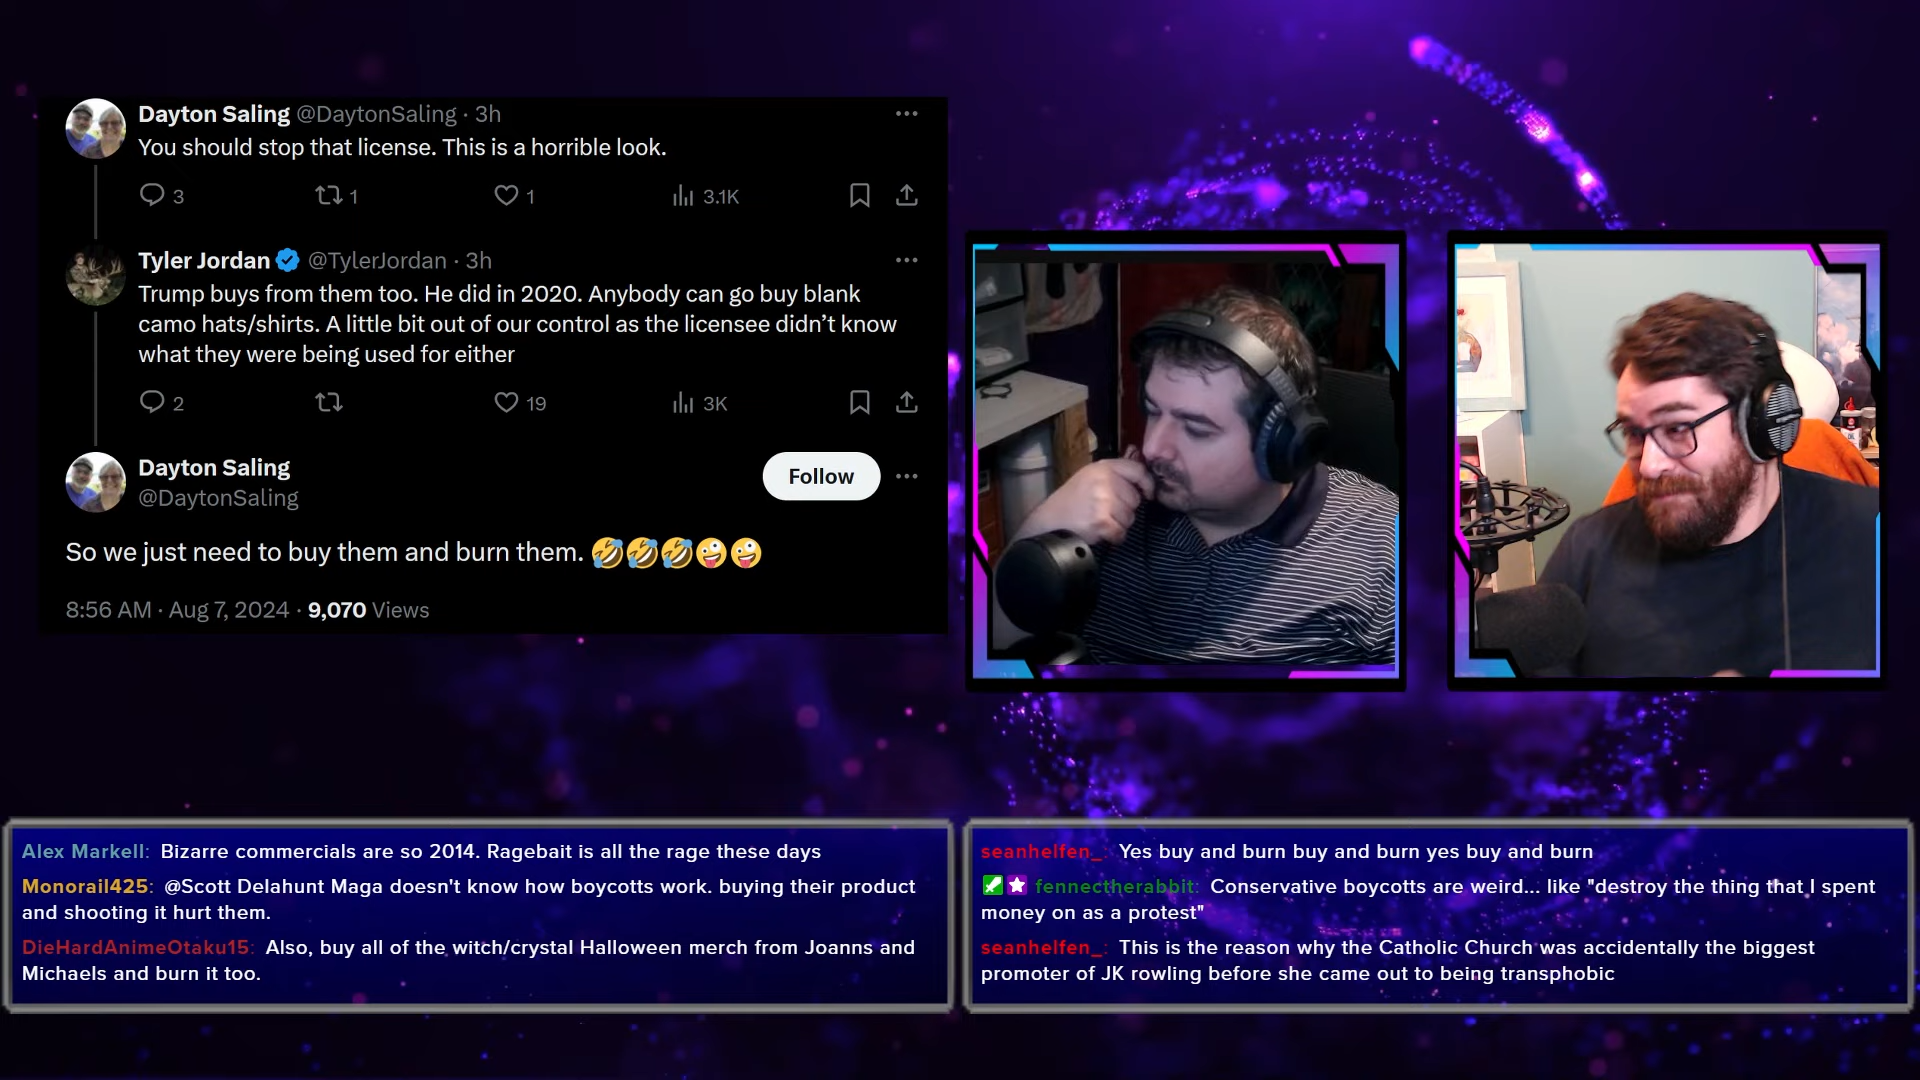 Dayton Saling @DaytonSaling · 3h
You should stop that license. This is a horrible look.
3 1 1 3.1K
Tyler Jordan @TylerJordan · 3h
Trump buys from them too. He did in 2020. Anybody can go buy blank
camo hats/shirts. A little bit out of our control as the licensee didn’t know
what they were being used for either
2 19 3K
Dayton Saling
@DaytonSaling
Follow
So we just need to buy them and burn them. 🤣🤣🤣🤪🤪
8:56 AM · Aug 7, 2024 · 9,070 Views
Alex Markell: Bizarre commercials are so 2014. Ragebait is all the rage these days
Monorail425: @Scott Delahunt Maga doesn't know how boycotts work. buying their product
and shooting it hurt them.
DieHardAnimeOtaku15: Also, buy all of the witch/crystal Halloween merch from Joanns and
Michaels and burn it too.
seanhelfen_: Yes buy and burn buy and burn yes buy and burn
fennectherabbit: Conservative boycotts are weird... like "destroy the thing that I spent
money on as a protest"
seanhelfen_: This is the reason why the Catholic Church was accidentally the biggest
promoter of JK rowling before she came out to being transphobic